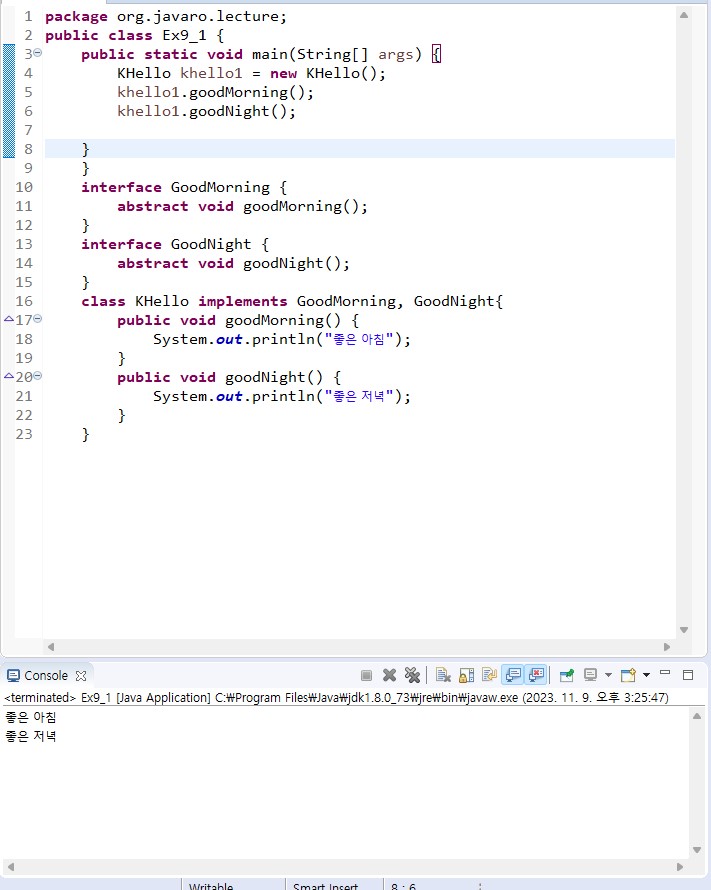 1 package org.javaro.lecture;
2 public class Ex9_1 {
3 public static void main(String[] args) {
4 KHello khello1 = new KHello();
5 khello1.goodMorning();
6 khello1.goodNight();
7
8 }
9 }
10 interface GoodMorning {
11 abstract void goodMorning();
12 }
13 interface GoodNight {
14 abstract void goodNight();
15 }
16 class KHello implements GoodMorning, GoodNight{
17 public void goodMorning() {
18 System.out.println("좋은 아침");
19 }
20 public void goodNight() {
21 System.out.println("좋은 저녁");
22 }
23 }
Console
<terminated> Ex9_1 [Java Application] C:₩Program Files₩Java₩jdk1.8.0_73₩jre₩bin₩javaw.exe (2023. 11. 9. 오후 3:25:47)
좋은 아침
좋은 저녁
Writable Smart Insert 8 : 6